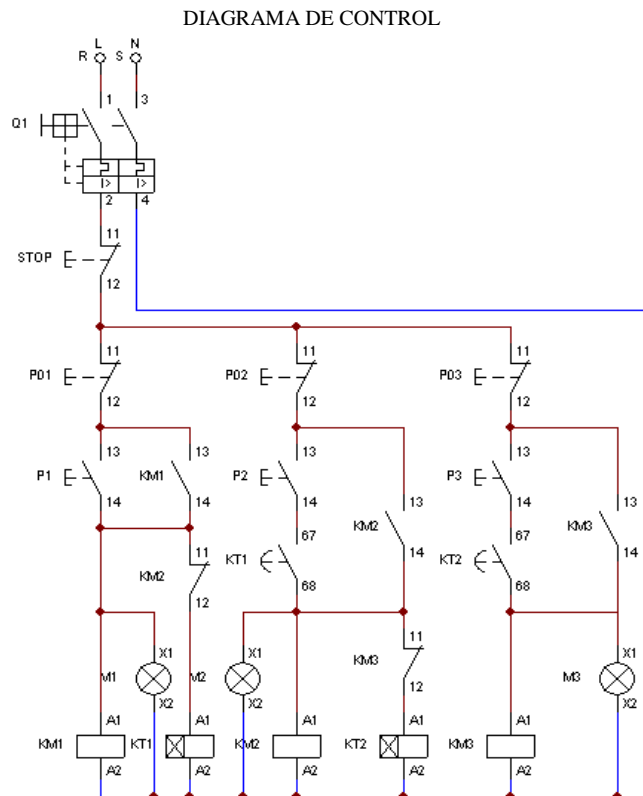 DIAGRAMA DE CONTROL
L N
R S
1 3
Q1
I> I>
2 4
11
STOP
12
11 11 11
P01 P02 P03
12 12 12
13 13 13 13
P1 KM1 P2 P3
14 14 14 14
13 13
67 67
KM2 KM3
11 14 14
KT1 KT2
KM2
12 68 68
11
KM3
X1 X1 12 X1
M1 M2 M3
X2 X2 X2
A1 A1 A1 A1 A1
KM1 KT1 KM2 KT2 KM3
A2 A2 A2 A2 A2